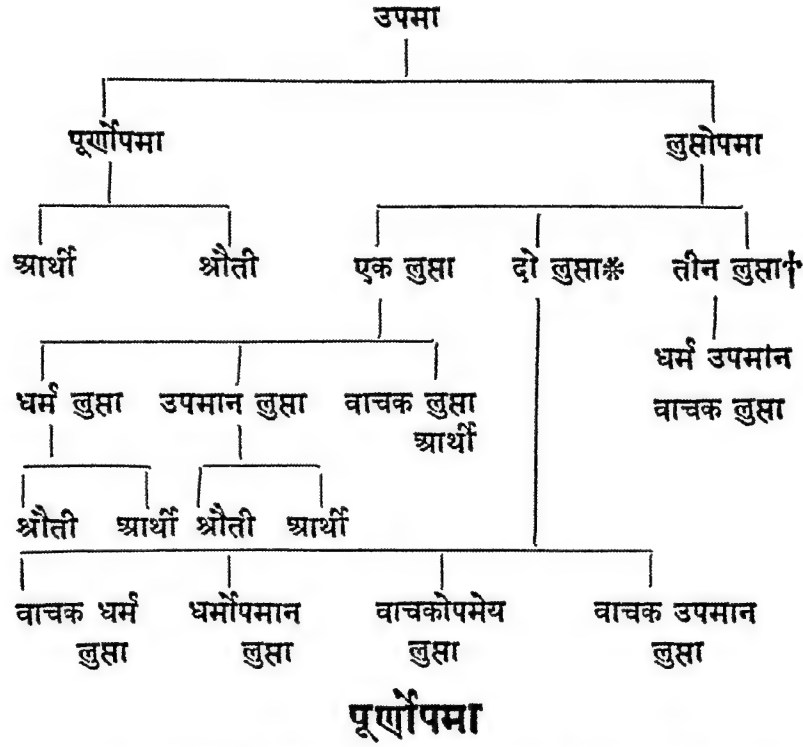 उपमा
पूर्णोपमा लुप्तोपमा
आर्थी श्रौती एक लुप्ता दो लुप्ता※ तीन लुप्ता†
धर्म उपमान
वाचक लुप्ता
धर्म लुप्ता उपमान लुप्ता वाचक लुप्ता
आर्थी
श्रौती आर्थी श्रौती आर्थी
वाचक धर्म धर्मोपमान वाचकोपमेय वाचक उपमान
लुप्ता लुप्ता लुप्ता लुप्ता
पूर्णोपमा